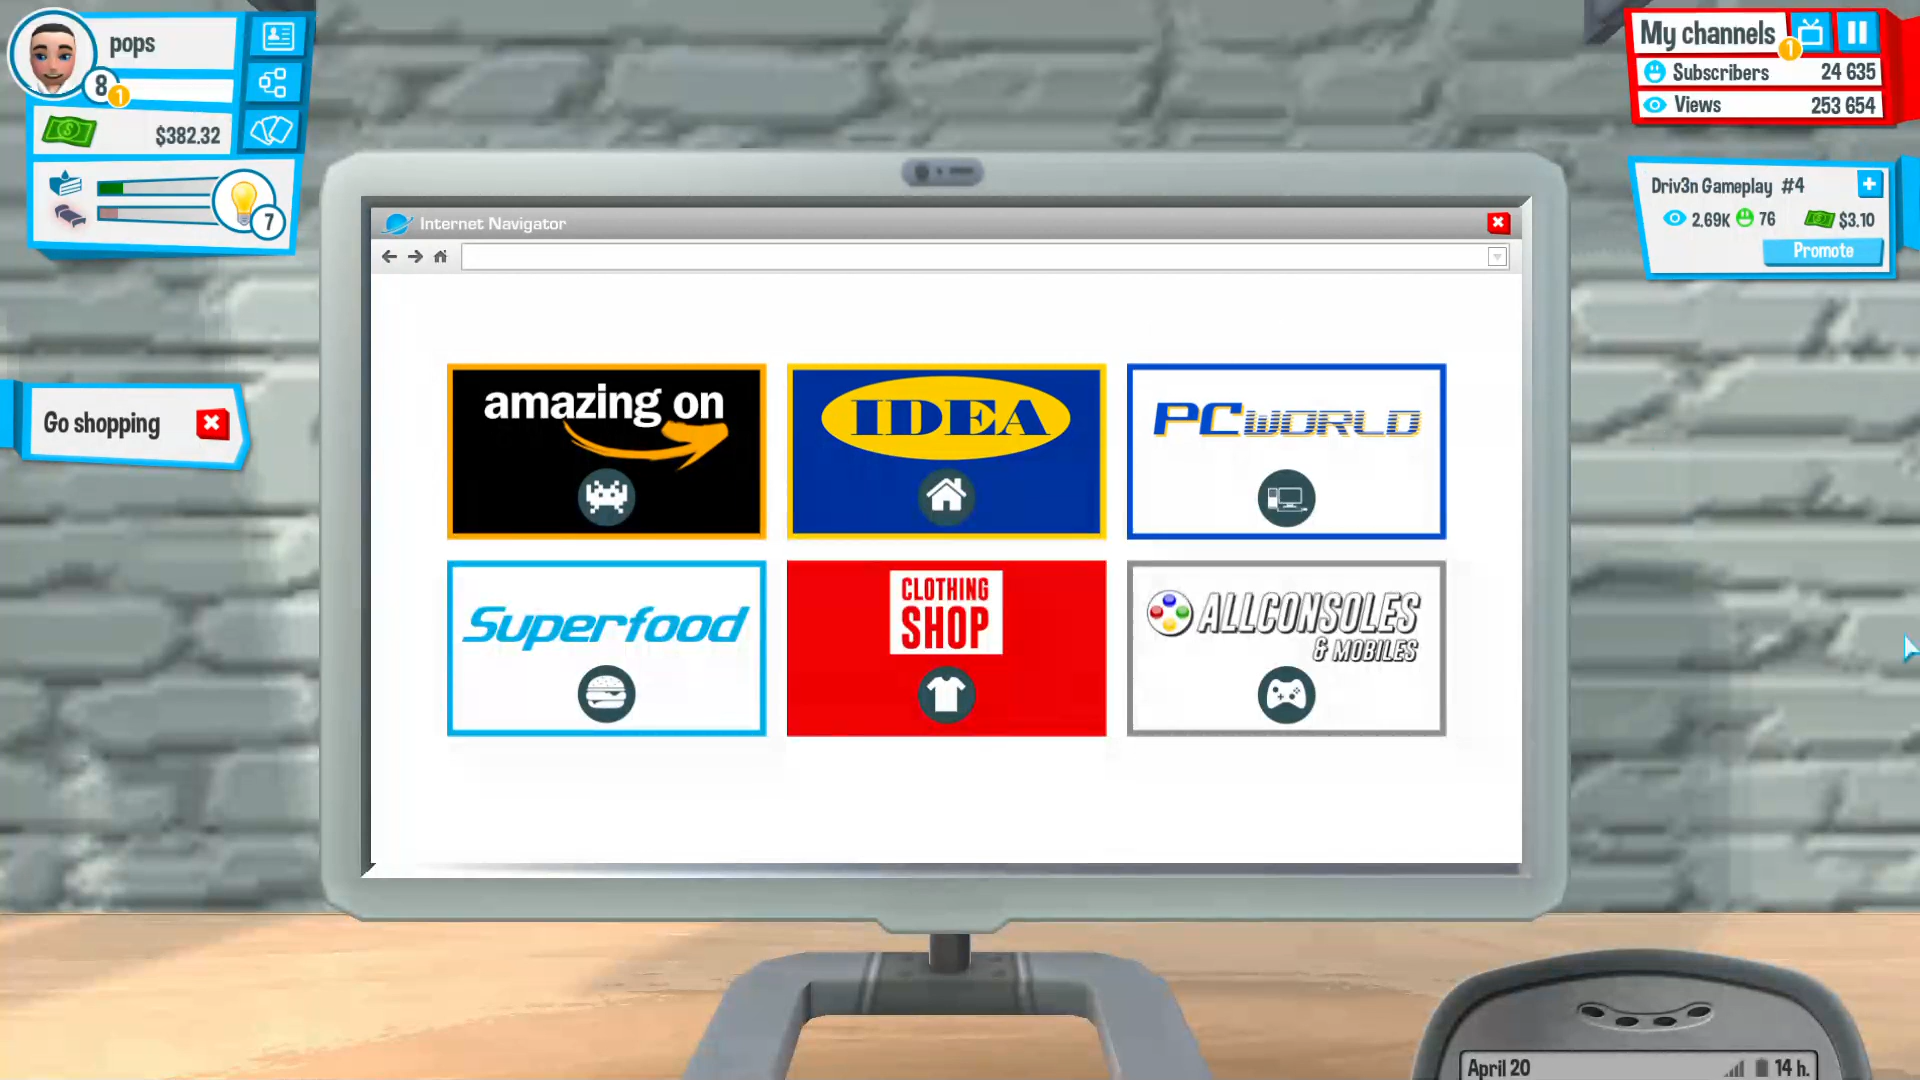 pops
8
1
$382.32
7
Go shopping
My channels
1
Subscribers 24 635
Views 253 654
Driv3n Gameplay #4
2.69K 76 $3.10
Promote
Internet Navigator
amazing on
IDEA
PCWORLD
Superfood
CLOTHING
SHOP
ALLCONSOLES
& MOBILES
April 20 14 h.